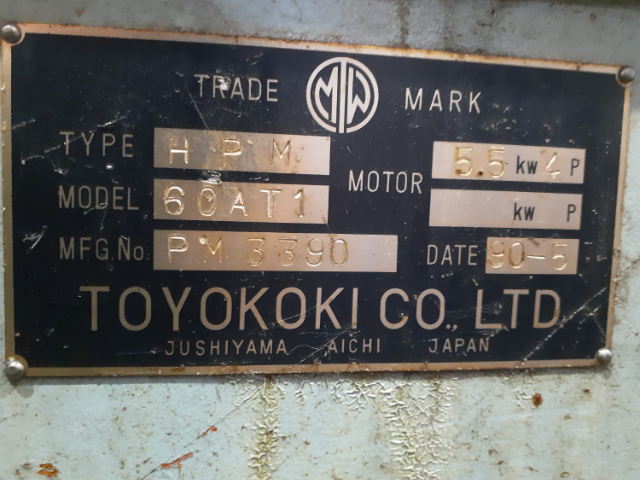 TRADE MTW MARK
TYPE HPM
MODEL 60AT1
MOTOR 5.5 kw 4 P
kw P
MFG.No. PM 3390
DATE 90-5
TOYOKOKI CO., LTD
JUSHIYAMA AICHI JAPAN